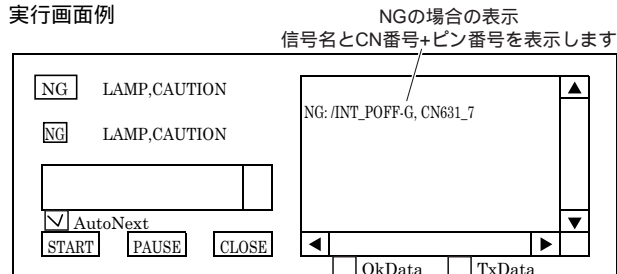 実行画面例
NGの場合の表示
信号名とCN番号+ピン番号を表示します
NG LAMP,CAUTION
NG LAMP,CAUTION
NG: /INT_POFF-G, CN631_7
AutoNext
START PAUSE CLOSE
OkData TxData